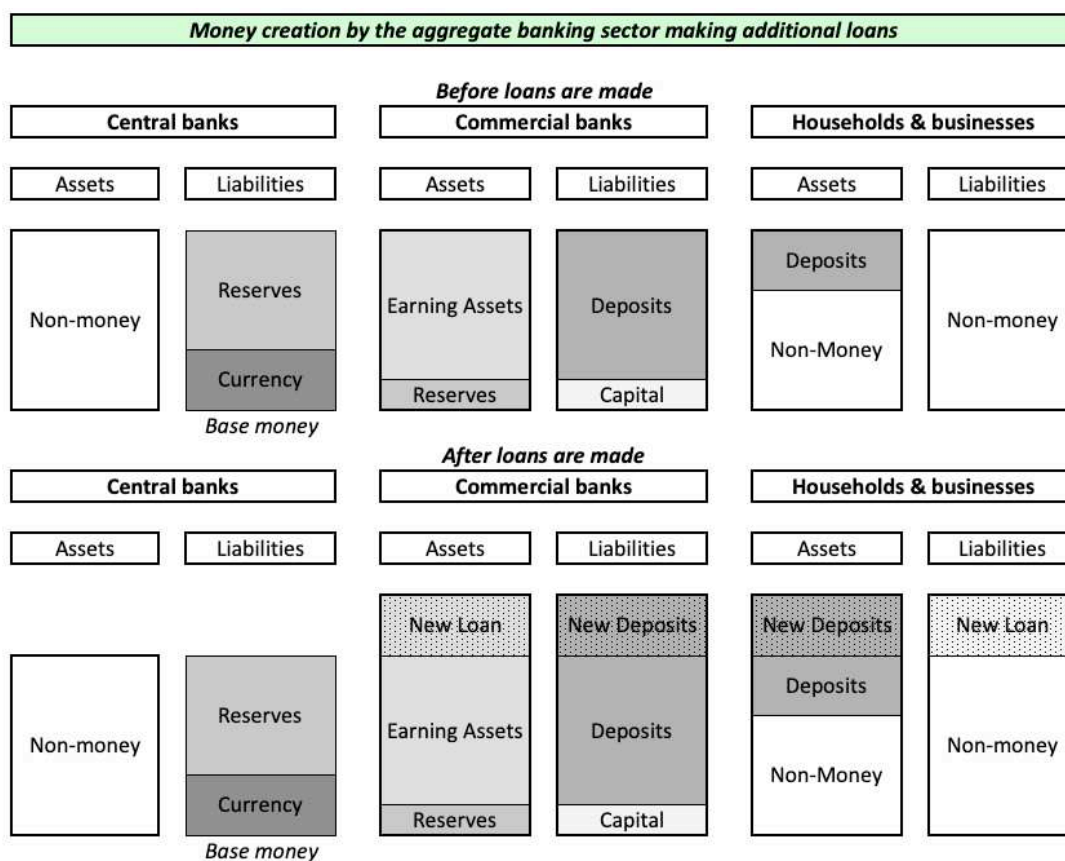 Money creation by the aggregate banking sector making additional loans
Before loans are made
Central banks
Commercial banks
Households & businesses
Assets
Liabilities
Assets
Liabilities
Assets
Liabilities
Non-money
Reserves
Currency
Base money
Earning Assets
Reserves
Deposits
Capital
Deposits
Non-Money
Non-money
After loans are made
Central banks
Commercial banks
Households & businesses
Assets
Liabilities
Assets
Liabilities
Assets
Liabilities
Non-money
Reserves
Currency
Base money
New Loan
Earning Assets
Reserves
New Deposits
Deposits
Capital
New Deposits
Deposits
Non-Money
New Loan
Non-money